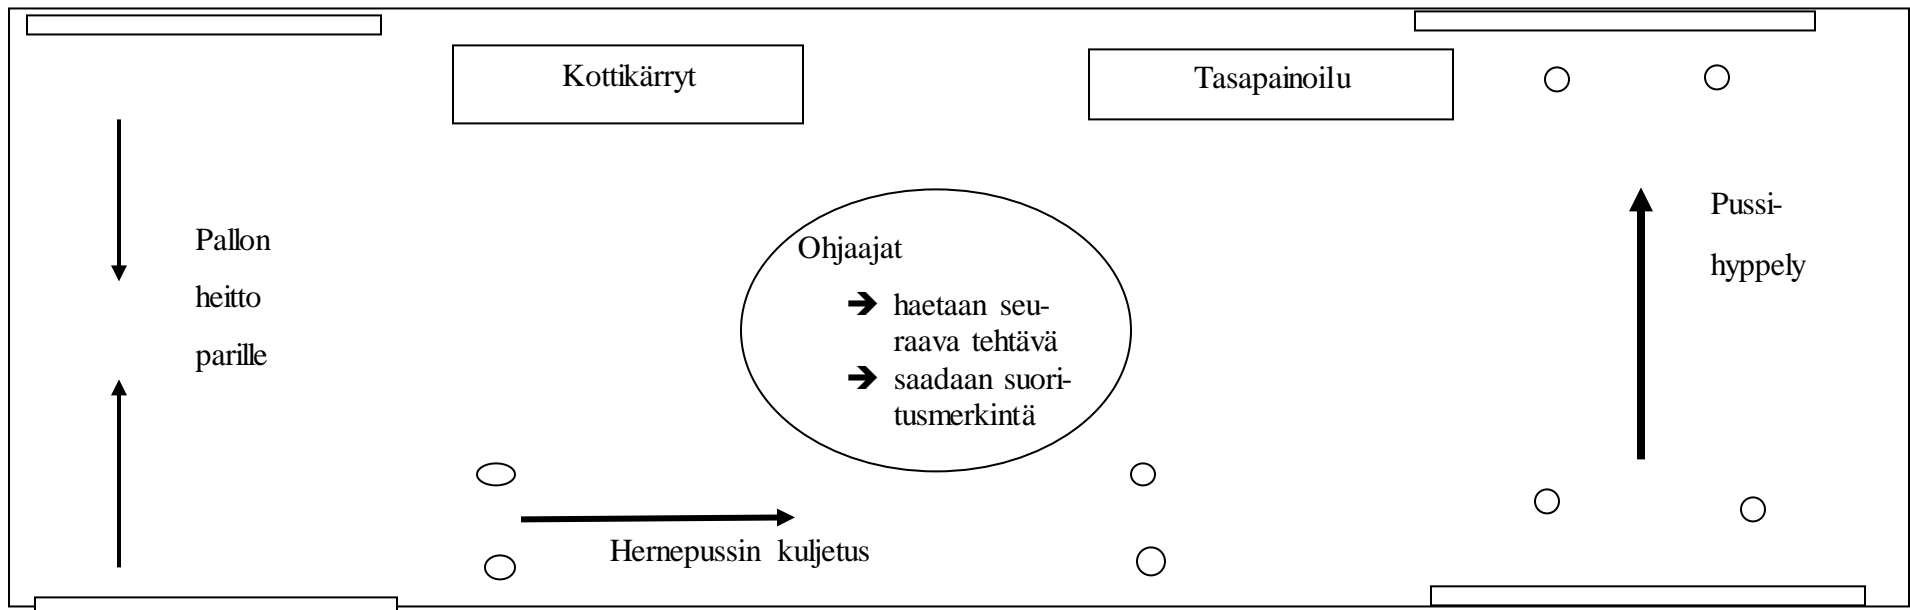 Kottikärryt
Tasapainoilu
Pallon
heitto
parille
Ohjaajat
haetaan seu-
raava tehtävä
saadaan suori-
tusmerkintä
Pussi-
hyppely
Hernepussin kuljetus